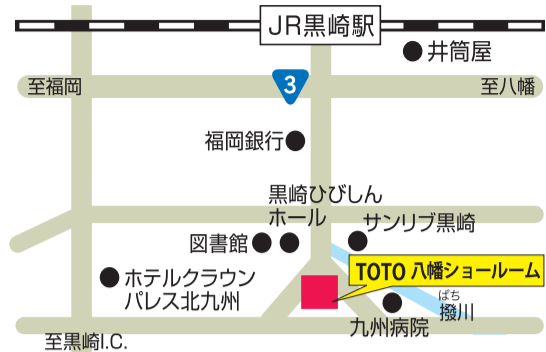 JR黒崎駅
井筒屋
至福岡
3
至八幡
福岡銀行
黒崎ひびしん
ホール
サンリブ黒崎
図書館
TOTO 八幡ショールーム
ホテルクラウン
パレス北九州
ばち
撥川
九州病院
至黒崎I.C.